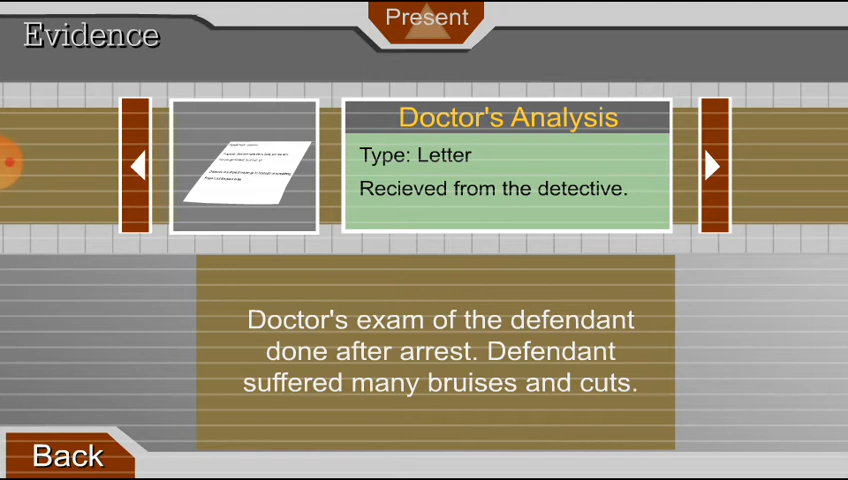 Present
Evidence
Doctor's Analysis
Type: Letter
Recieved from the detective.
Doctor's exam of the defendant
done after arrest. Defendant
suffered many bruises and cuts.
Back